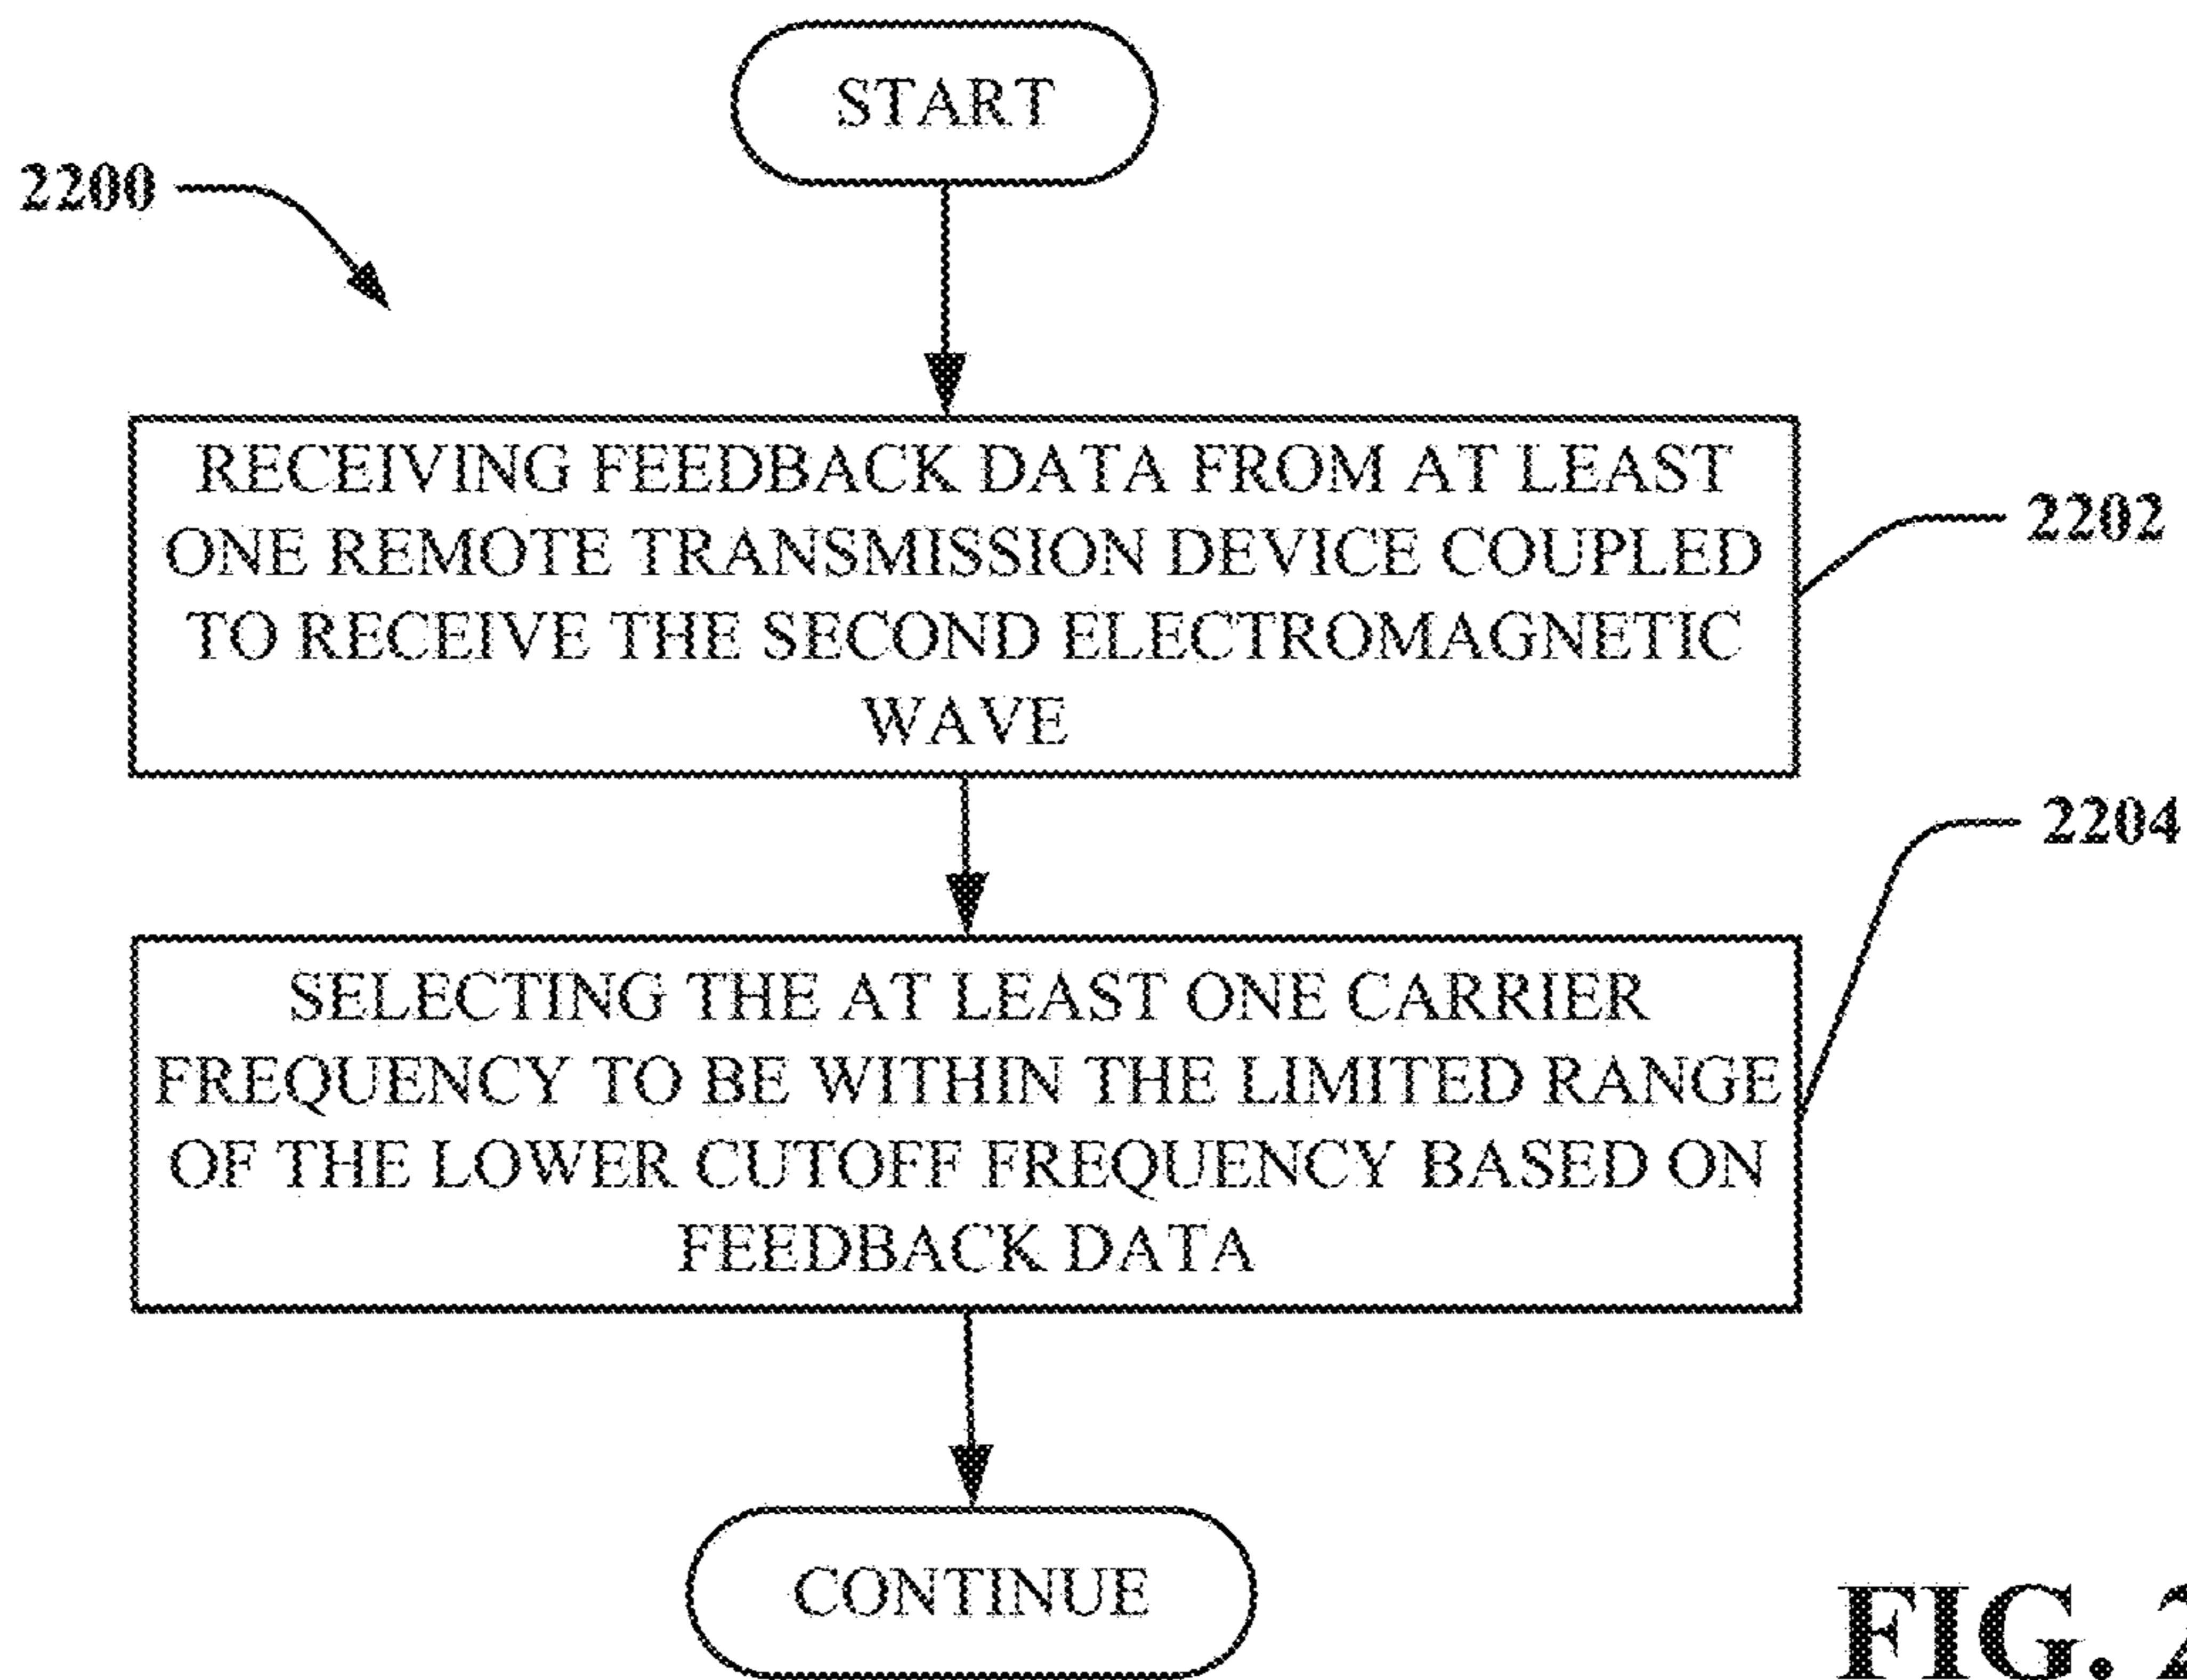 START
2200
RECEIVING FEEDBACK DATA FROM AT LEAST
ONE REMOTE TRANSMISSION DEVICE COUPLED
TO RECEIVE THE SECOND ELECTROMAGNETIC
WAVE
2202
2204
SELECTING THE AT LEAST ONE CARRIER
FREQUENCY TO BE WITHIN THE LIMITED RANGE
OF THE LOWER CUTOFF FREQUENCY BASED ON
FEEDBACK DATA
CONTINUE
FIG.